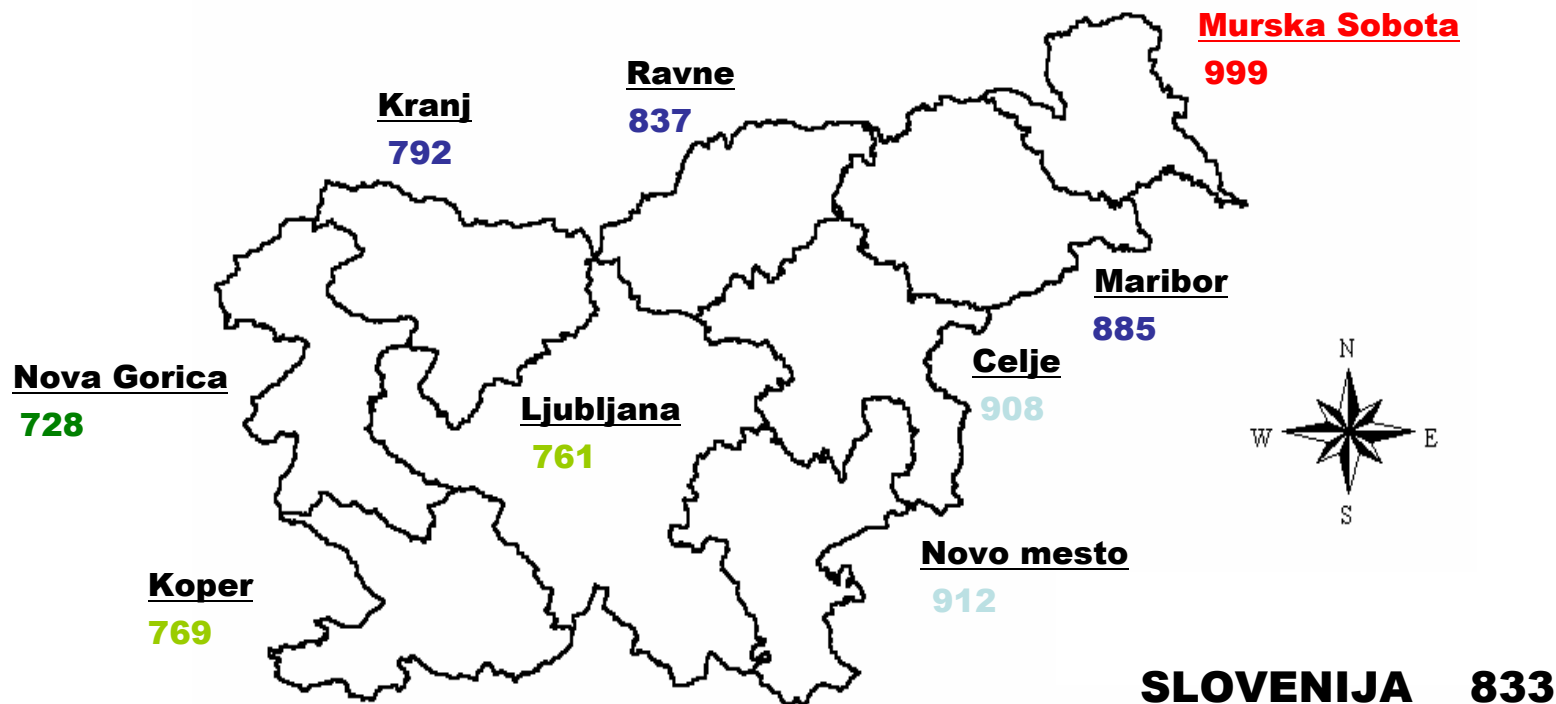 Murska Sobota
999
Ravne
837
Kranj
792
Maribor
885
Celje
908
Nova Gorica
728
Ljubljana
761
N
W E
S
Novo mesto
912
Koper
769
SLOVENIJA 833